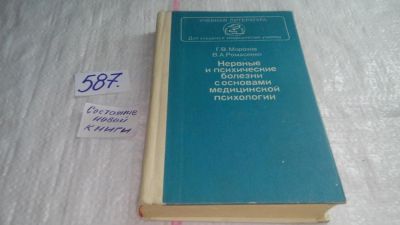 587.
Состояние
новой
книги
УЧЕБНАЯ ЛИТЕРАТУРА
Для учащихся медицинских училищ
Г.В. Морозов
В.А. Ромасенко
Нервные
и психические
болезни
с основами
медицинской
психологии